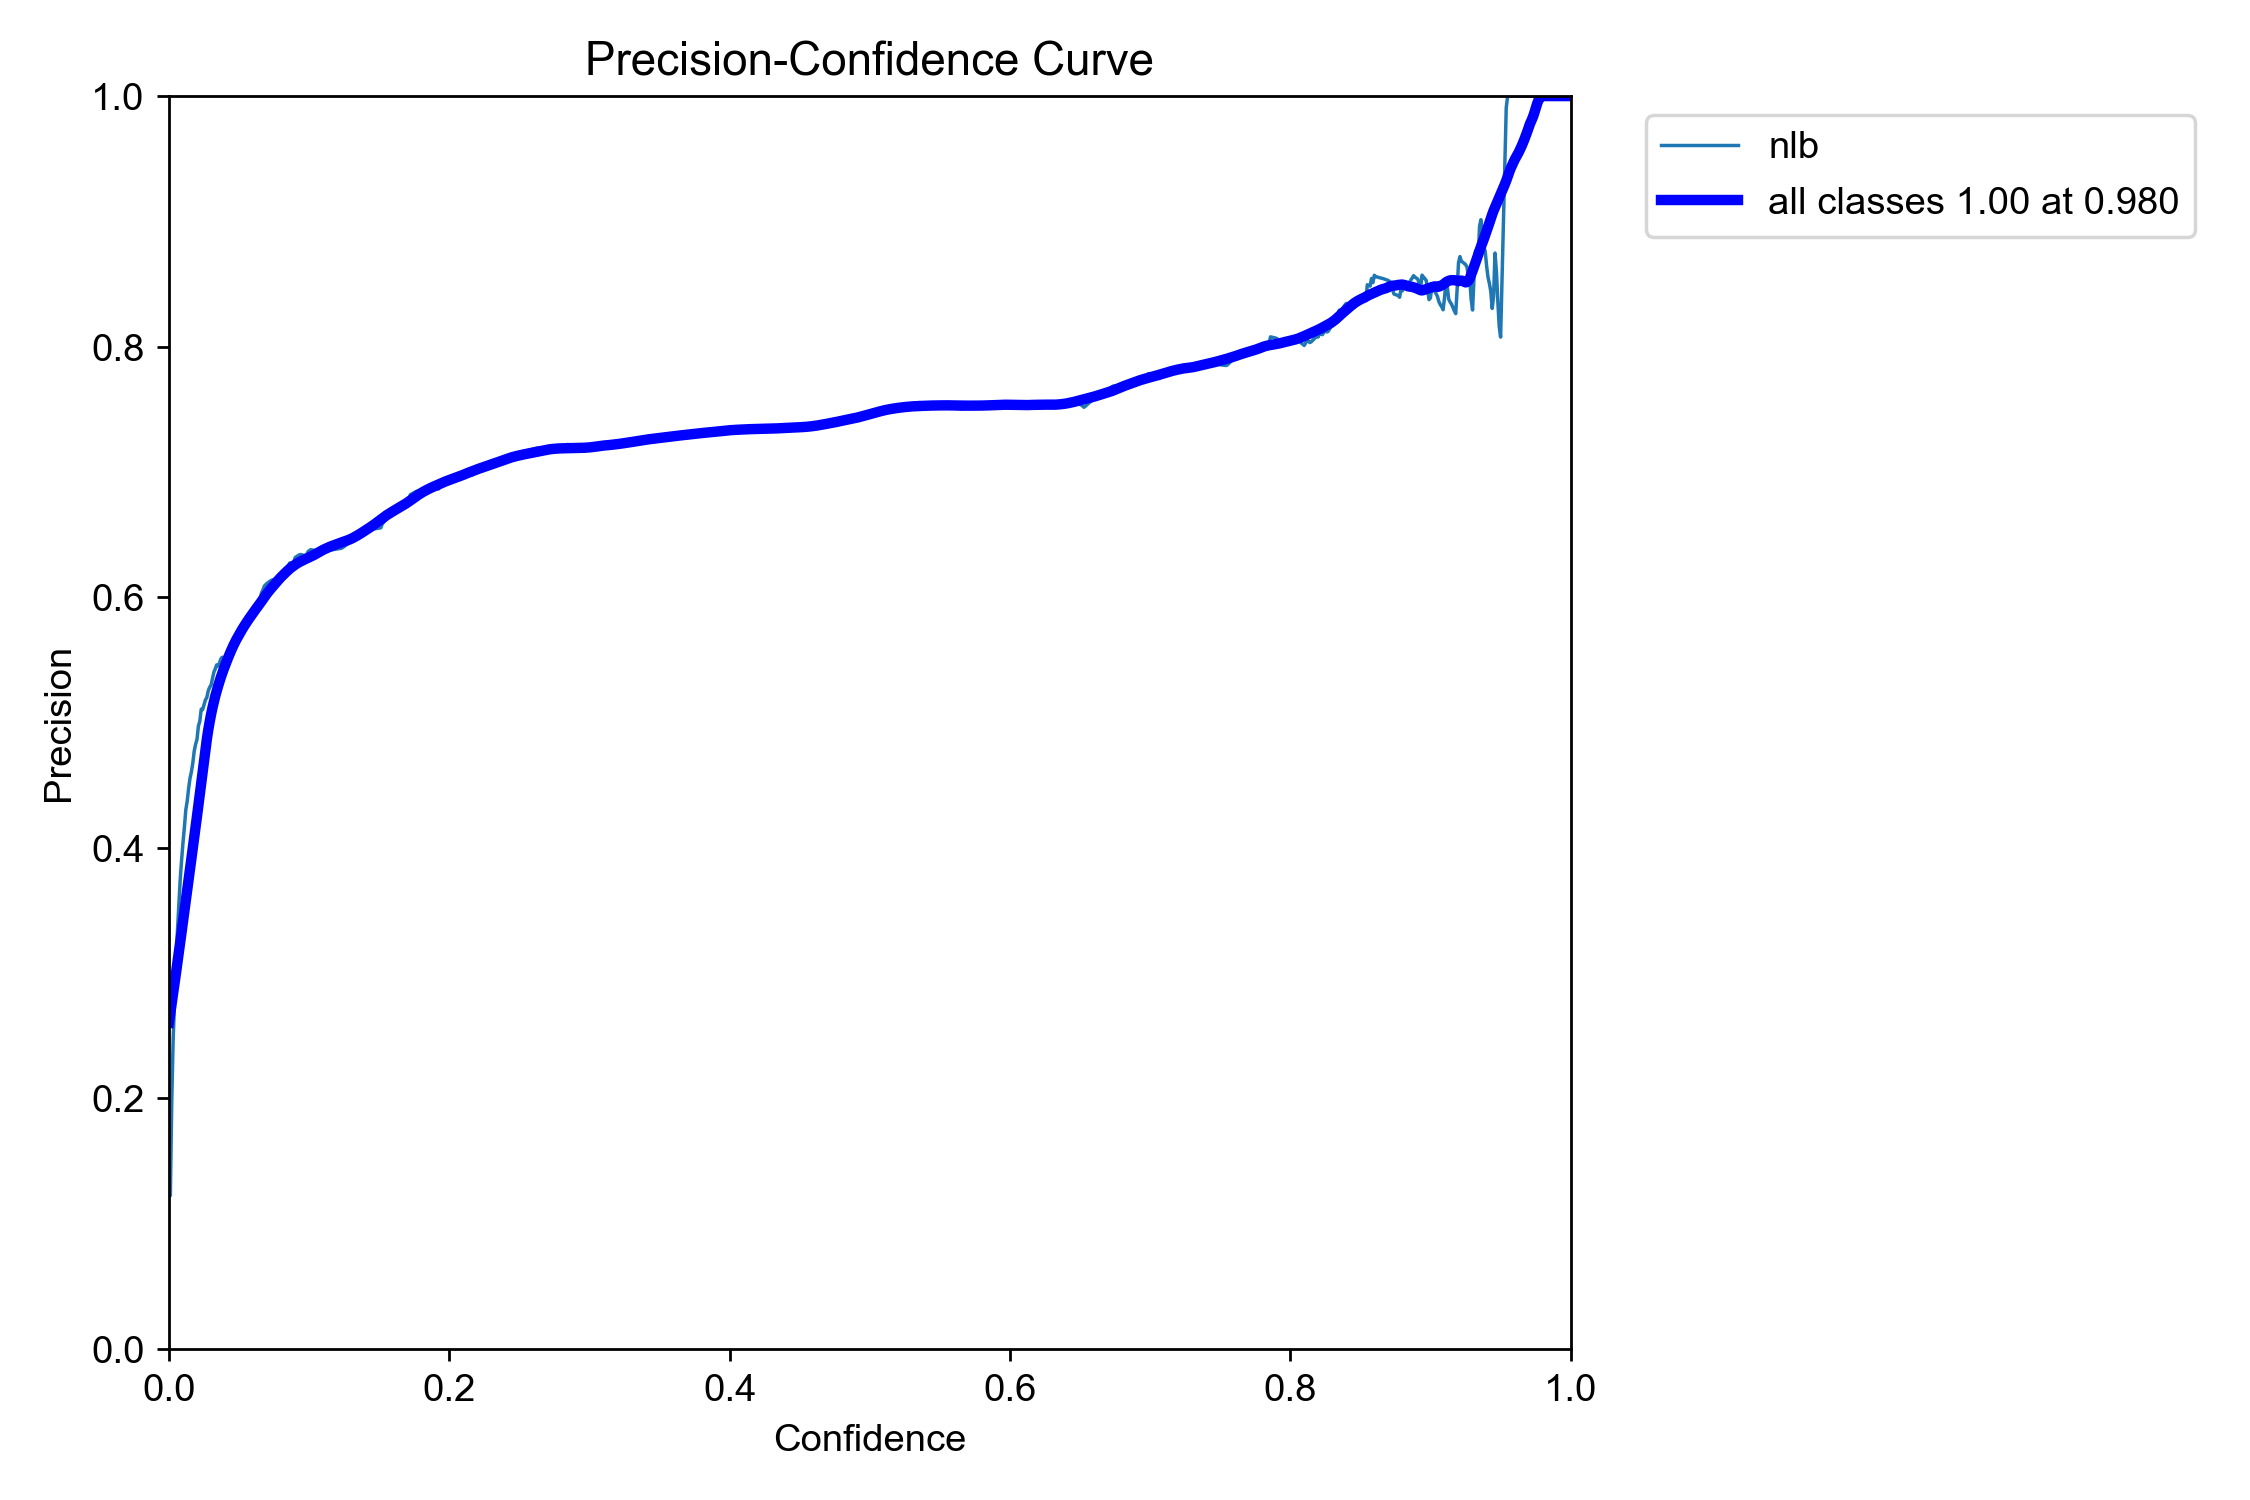 Precision-Confidence Curve
nlb
all classes 1.00 at 0.980
Precision
1.0
0.8
0.6
0.4
0.2
0.0
0.0 0.2 0.4 0.6 0.8 1.0
Confidence